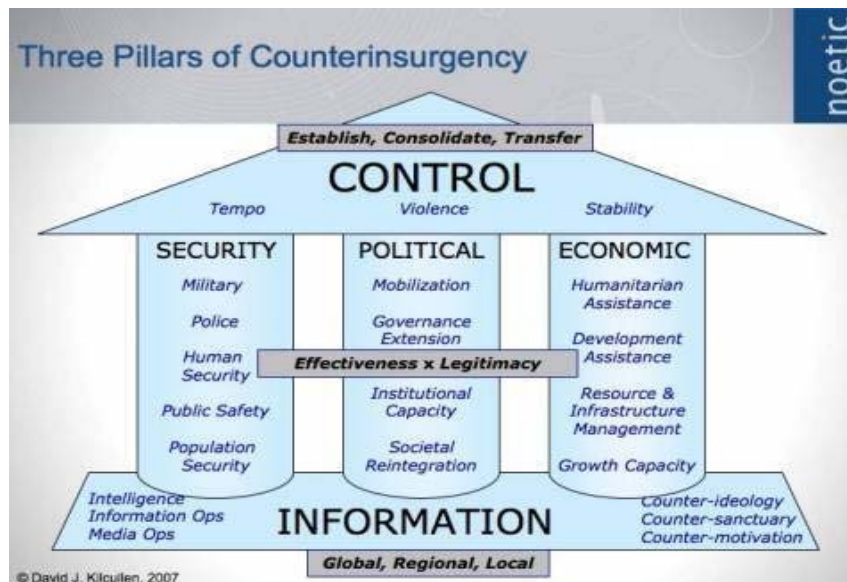 Three Pillars of Counterinsurgency
noetic
Establish, Consolidate, Transfer
CONTROL
Tempo
Violence
Stability
SECURITY
Military
Police
Human
Security
Public Safety
Population
Security
POLITICAL
Mobilization
Governance
Extension
Effectiveness x Legitimacy
Institutional
Capacity
Societal
Reintegration
ECONOMIC
Humanitarian
Assistance
Development
Assistance
Resource &
Infrastructure
Management
Growth Capacity
Intelligence
Information Ops
Media Ops
INFORMATION
Counter-ideology
Counter-sanctuary
Counter-motivation
Global, Regional, Local
© David J. Kilcullen, 2007